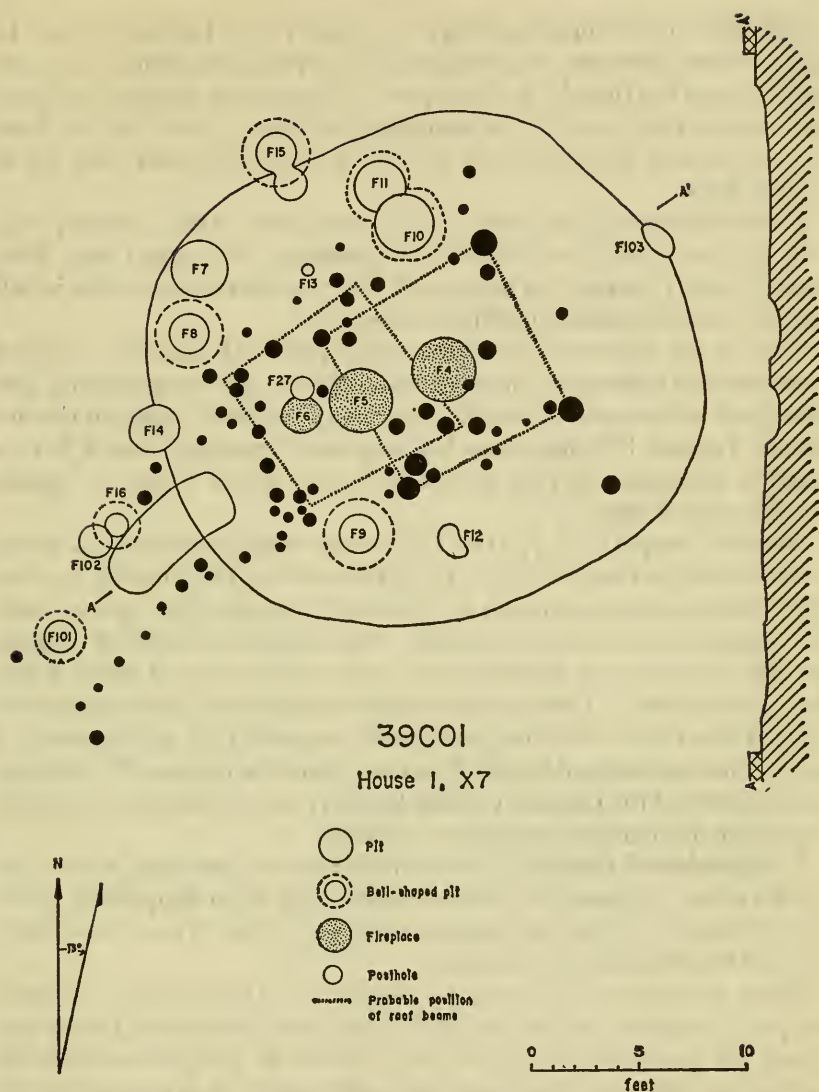 A'
F15
F11
A'
F10
F103
F7
F13
F8
F4
F27
F5
F6
F14
F16
F9
F12
F102
A
F101
A
39CO1
House 1, X7
Pit
Bell-shaped pit
Fireplace
Posthole
Probable position
of roof beams
N
13°
0 5 10
feet